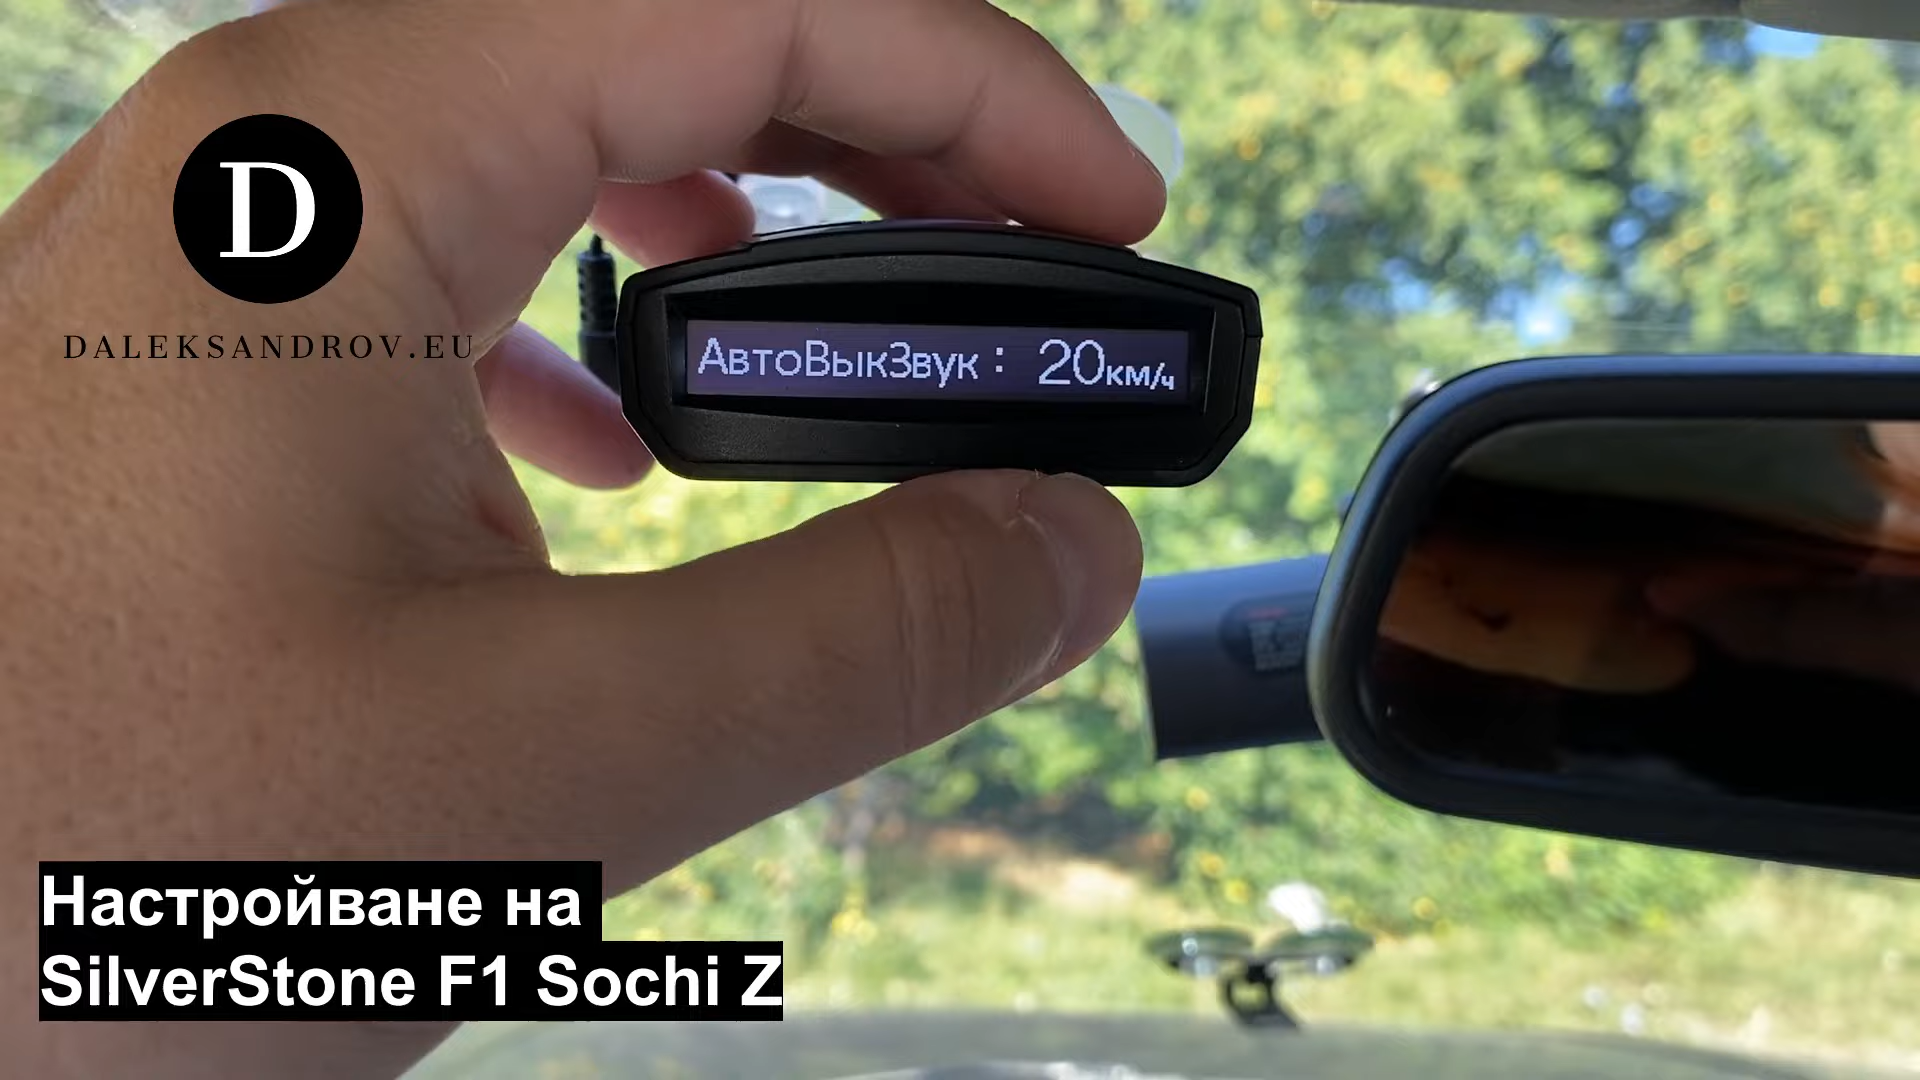 D
DALEKSANDROV.EU
АвтоВыкЗвук: 20км/ч
Настройване на
SilverStone F1 Sochi Z